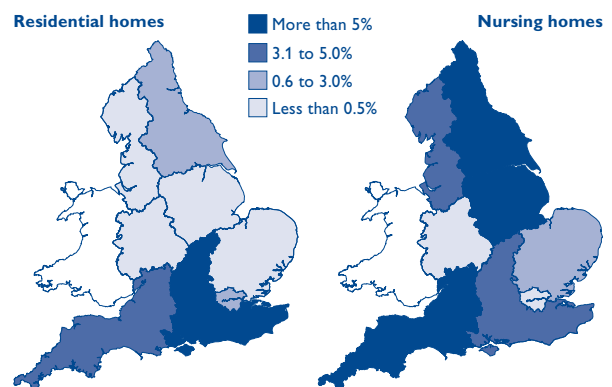 Residential homes
More than 5%
3.1 to 5.0%
0.6 to 3.0%
Less than 0.5%
Nursing homes